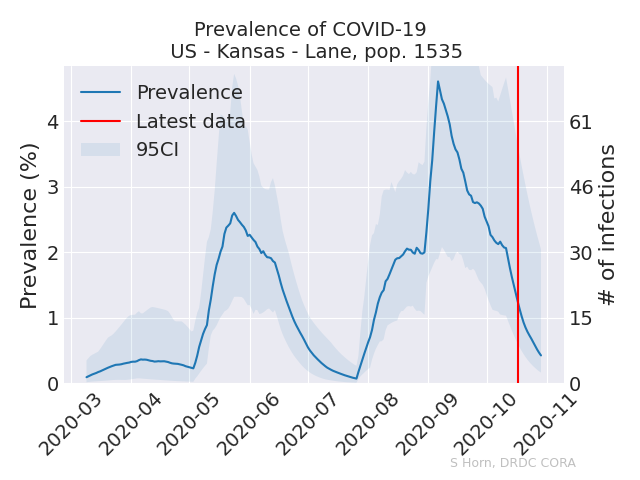 Prevalence of COVID-19
US - Kansas - Lane, pop. 1535
Prevalence
Latest data
95CI
Prevalence (%)
4
3
2
1
0
61
46
30
15
0
# of infections
2020-03
2020-04
2020-05
2020-06
2020-07
2020-08
2020-09
2020-10
2020-11
S Horn, DRDC CORA